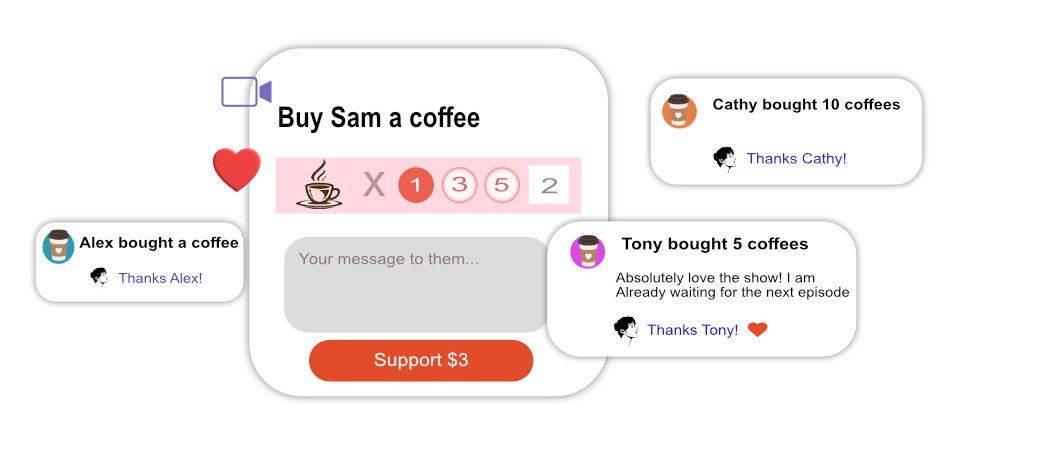 Buy Sam a coffee
X 1 3 5 2
Your message to them...
Support $3
Alex bought a coffee
Thanks Alex!
Cathy bought 10 coffees
Thanks Cathy!
Tony bought 5 coffees
Absolutely love the show! I am
Already waiting for the next episode
Thanks Tony!